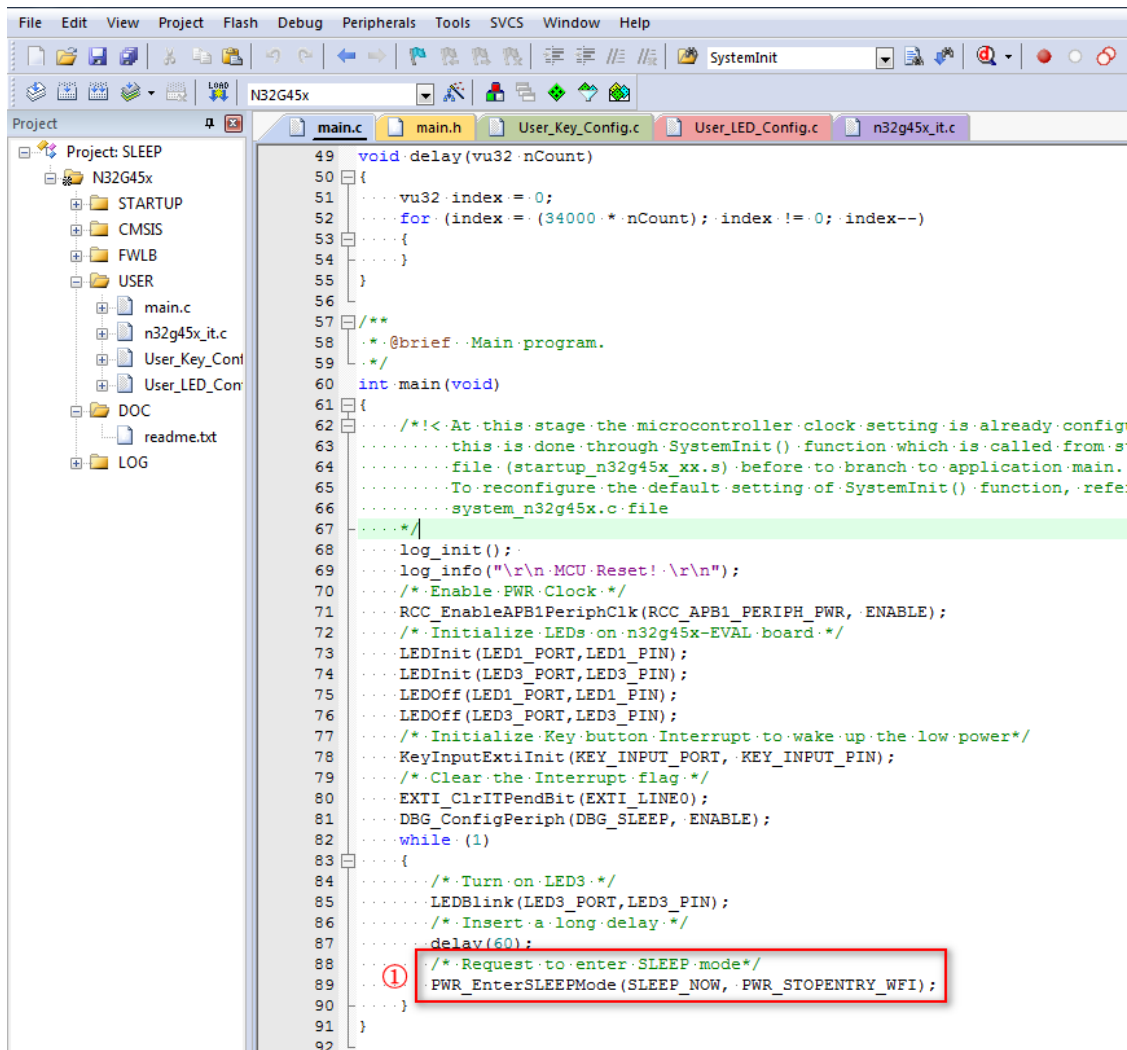 File Edit View Project Flash Debug Peripherals Tools SVCS Window Help
SystemInit
LOAD N32G45x
Project main.c main.h User_Key_Config.c User_LED_Config.c n32g45x_it.c
Project: SLEEP
N32G45x
STARTUP
CMSIS
FWLB
USER
main.c
n32g45x_it.c
User_Key_Conf
User_LED_Con
DOC
readme.txt
LOG
49 void delay(vu32 nCount)
50 {
51 vu32 index = 0;
52 for (index = (34000 * nCount); index != 0; index--)
53 {
54 }
55 }
56
57 /**
58 * @brief Main program.
59 */
60 int main(void)
61 {
62 /*!< At this stage the microcontroller clock setting is already configu
63 this is done through SystemInit() function which is called from s
64 file (startup_n32g45x_xx.s) before to branch to application main.
65 To reconfigure the default setting of SystemInit() function, refe
66 system_n32g45x.c file
67 */
68 log_init();
69 log_info("\r\n MCU Reset! \r\n");
70 /* Enable PWR Clock */
71 RCC_EnableAPB1PeriphClk(RCC_APB1_PERIPH_PWR, ENABLE);
72 /* Initialize LEDs on n32g45x-EVAL board */
73 LEDInit(LED1_PORT,LED1_PIN);
74 LEDInit(LED3_PORT,LED3_PIN);
75 LEDOff(LED1_PORT,LED1_PIN);
76 LEDOff(LED3_PORT,LED3_PIN);
77 /* Initialize Key button Interrupt to wake up the low power*/
78 KeyInputExtiInit(KEY_INPUT_PORT, KEY_INPUT_PIN);
79 /* Clear the Interrupt flag */
80 EXTI_ClrITPendBit(EXTI_LINE0);
81 DBG_ConfigPeriph(DBG_SLEEP, ENABLE);
82 while (1)
83 {
84 /* Turn on LED3 */
85 LEDBlink(LED3_PORT,LED3_PIN);
86 /* Insert a long delay */
87 delay(60);
88 /* Request to enter SLEEP mode*/
89 ① PWR_EnterSLEEPMode(SLEEP_NOW, PWR_STOPENTRY_WFI);
90 }
91 }
92